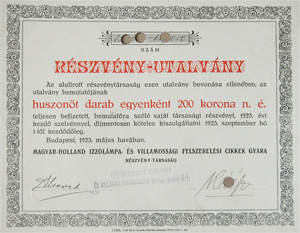 SZÁM
RÉSZVÉNY-UTALVÁNY
Az alulirott részvénytársaság ezen utalvány bevonása ellenében, az
utalvány bemutatójának
huszonöt darab egyenként 200 korona n. é.
teljesen befizetett, bemutatóra szóló saját társasági részvényt, 1923. évi
kezdő szelvénnyel, díjmentesen köteles kiszolgáltatni 1923. szeptember hó
1-től kezdődőleg.
Budapest, 1923. május havában.
MAGYAR-HOLLAND IZZÓLÁMPA- ÉS VILLAMOSSÁGI FELSZERELÉSI CIKKEK GYÁRA
RÉSZVÉNY-TÁRSASÁG